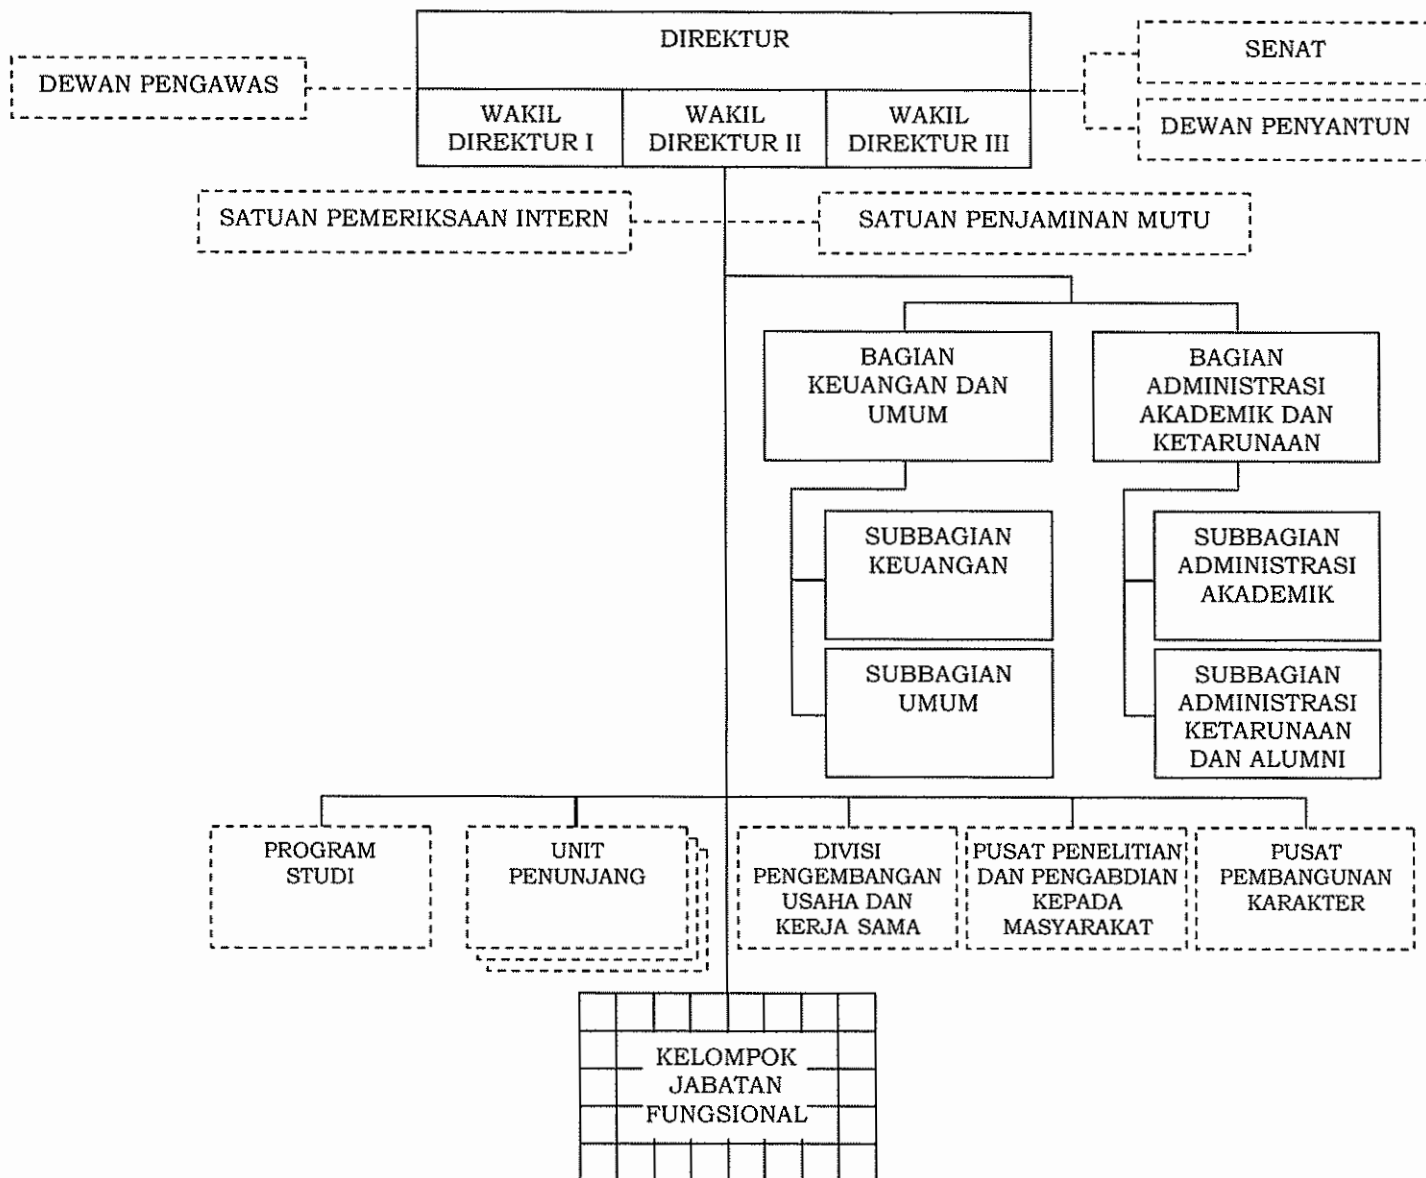 DIREKTUR
SENAT
DEWAN PENGAWAS
WAKIL
DIREKTUR I
WAKIL
DIREKTUR II
WAKIL
DIREKTUR III
DEWAN PENYANTUN
SATUAN PEMERIKSAAN INTERN
SATUAN PENJAMINAN MUTU
BAGIAN
KEUANGAN DAN
UMUM
BAGIAN
ADMINISTRASI
AKADEMIK DAN
KETARUNAAN
SUBBAGIAN
KEUANGAN
SUBBAGIAN
ADMINISTRASI
AKADEMIK
SUBBAGIAN
UMUM
SUBBAGIAN
ADMINISTRASI
KETARUNAAN
DAN ALUMNI
PROGRAM
STUDI
UNIT
PENUNJANG
DIVISI
PENGEMBANGAN
USAHA DAN
KERJA SAMA
PUSAT PENELITIAN
DAN PENGABDIAN
KEPADA
MASYARAKAT
PUSAT
PEMBANGUNAN
KARAKTER
KELOMPOK
JABATAN
FUNGSIONAL